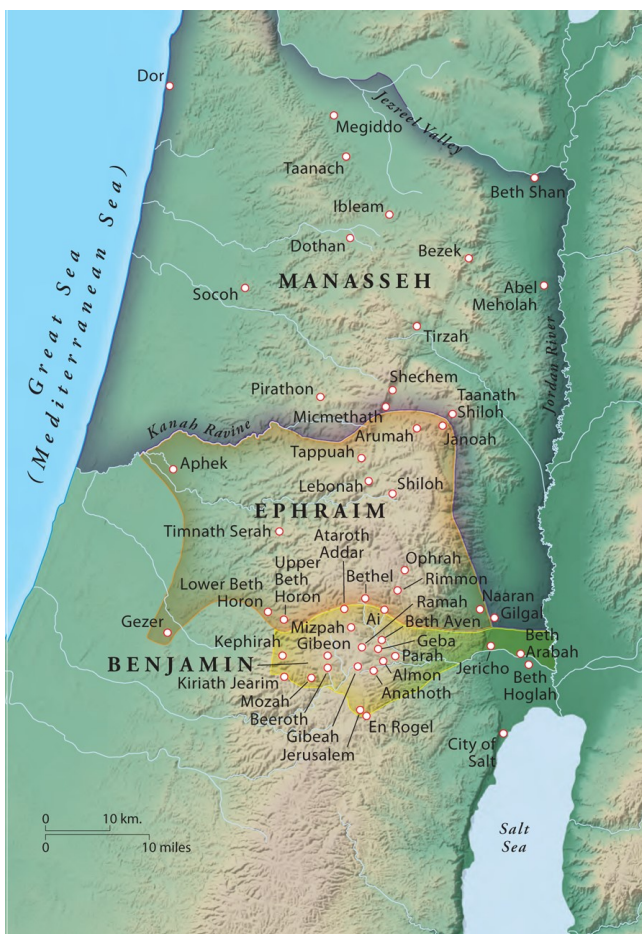 Dor
Jezreel Valley
Megiddo
Taanach
Beth Shan
Ibleam
Great Sea
(Mediterranean Sea)
Dothan
Bezek
MANASSEH
Socoh
Abel
Meholah
Tirzah
Jordan River
Shechem
Pirathon
Taanath
Shiloh
Micmethath
Kanah Ravine
Arumah
Janoah
Tappuah
Aphek
Lebonah
Shiloh
EPHRAIM
Timnath Serah
Ataroth
Addar
Upper
Beth
Horon
Ophrah
Bethel
Rimmon
Lower Beth
Horon
Naaran
Ramah
Gilgal
Ai
Beth Aven
Gezer
Mizpah
Gibeon
Geba
Beth
Arabah
Kephirah
Parah
BENJAMIN
Jericho
Almon
Kiriath Jearim
Beth
Hoglah
Anathoth
Mozah
Beeroth
En Rogel
Gibeah
Jerusalem
City of
Salt
0 10 km.
0 10 miles
Salt
Sea